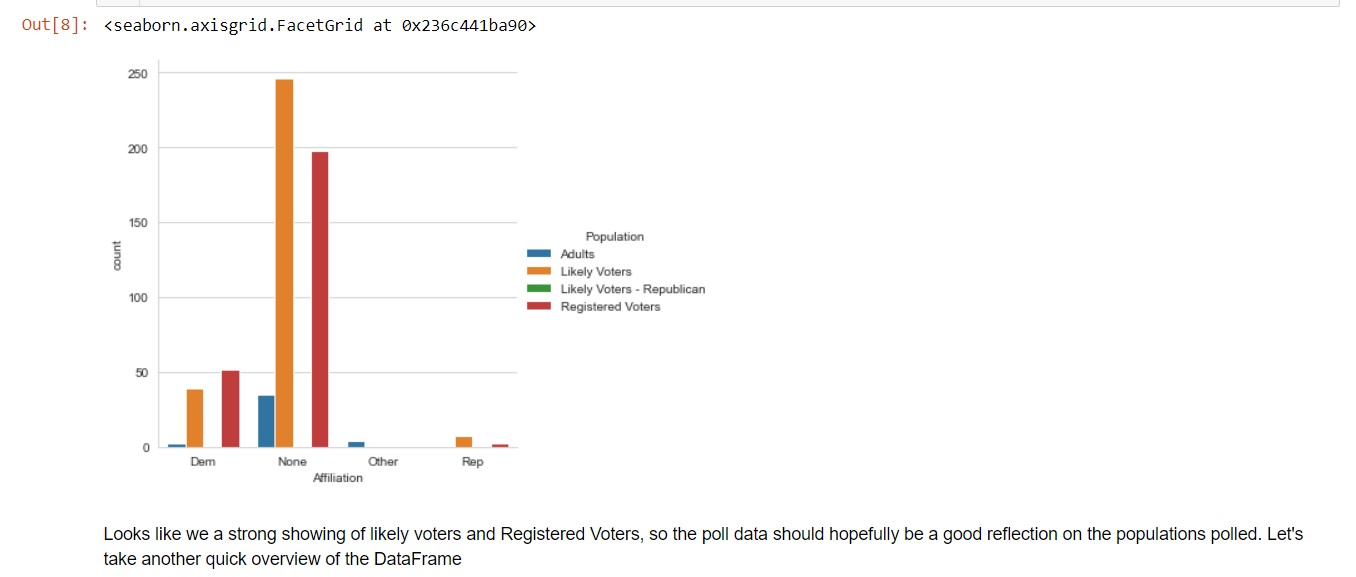 Out[8]: <seaborn.axisgrid.FacetGrid at 0x236c441ba90>
250
200
150
100
50
0
count
Dem None Other Rep
Affiliation
Population
Adults
Likely Voters
Likely Voters - Republican
Registered Voters
Looks like we a strong showing of likely voters and Registered Voters, so the poll data should hopefully be a good reflection on the populations polled. Let's
take another quick overview of the DataFrame